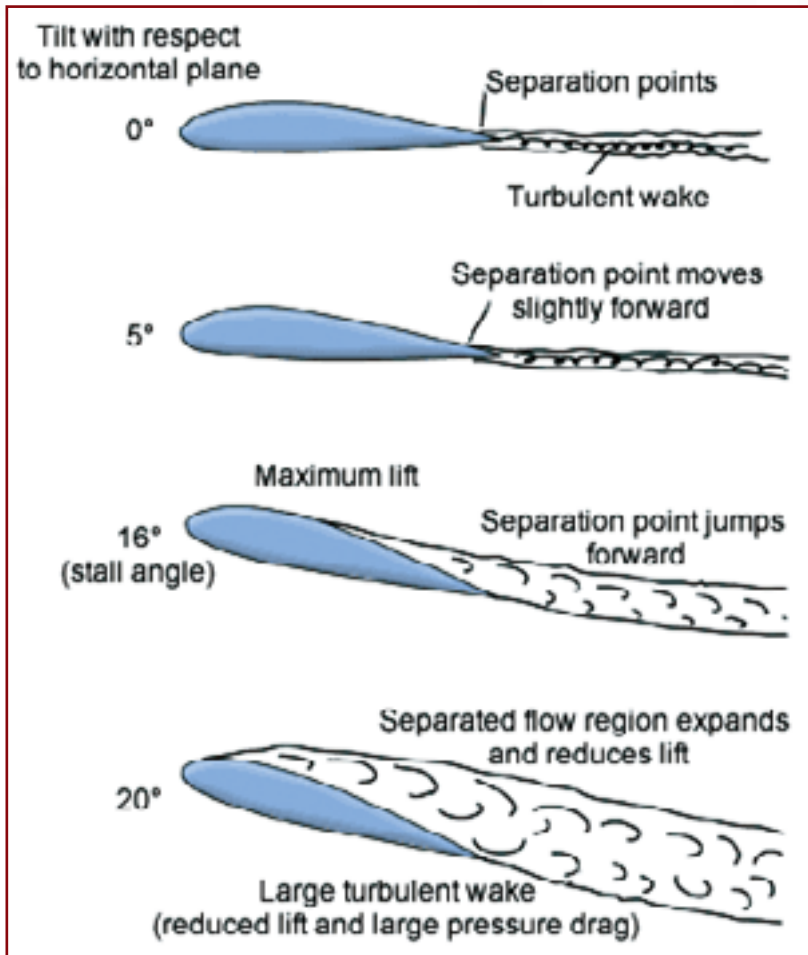 Tilt with respect
to horizontal plane
0°
Separation points
Turbulent wake
5°
Separation point moves
slightly forward
Maximum lift
16°
(stall angle)
Separation point jumps
forward
20°
Separated flow region expands
and reduces lift
Large turbulent wake
(reduced lift and large pressure drag)